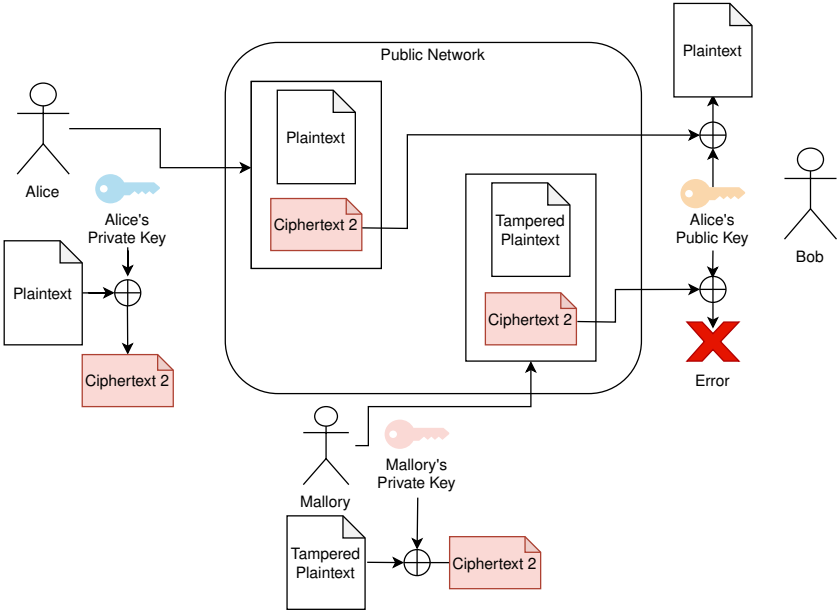 Public Network
Plaintext
Plaintext
Ciphertext 2
Alice
Alice's
Private Key
Plaintext
Ciphertext 2
Tampered
Plaintext
Ciphertext 2
Alice's
Public Key
Bob
Error
Mallory
Mallory's
Private Key
Tampered
Plaintext
Ciphertext 2